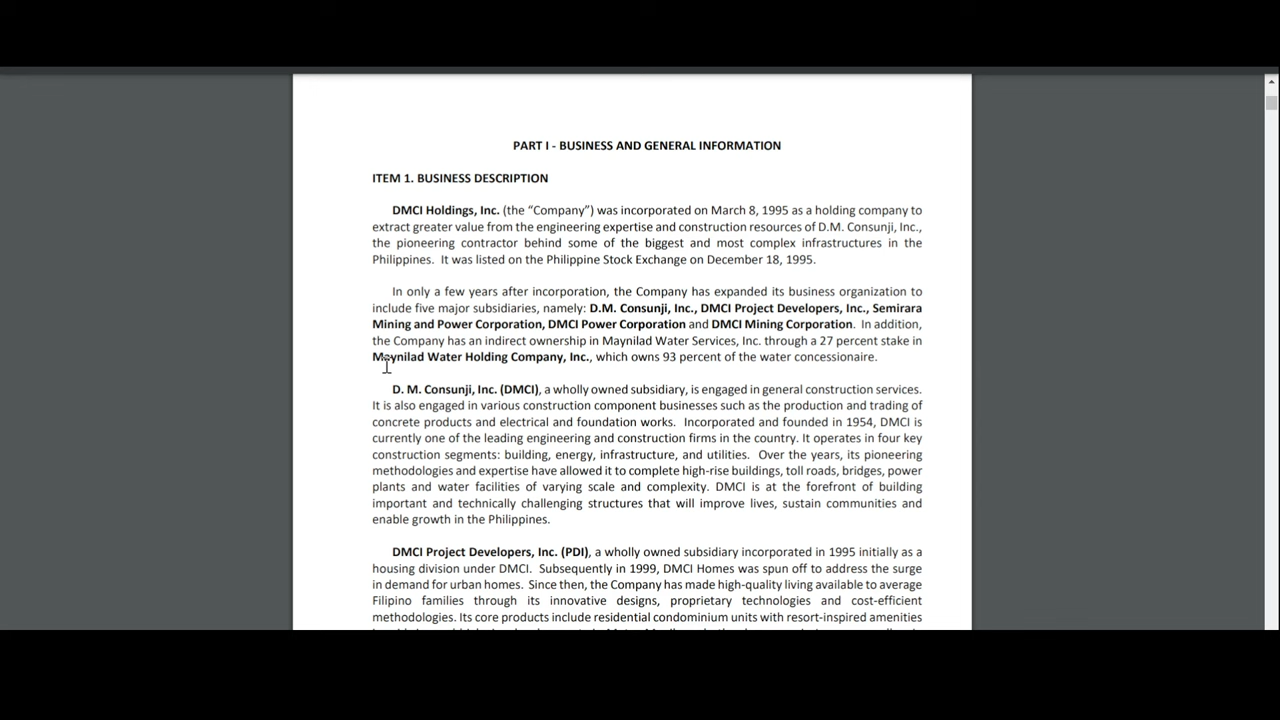 PART I - BUSINESS AND GENERAL INFORMATION
ITEM 1. BUSINESS DESCRIPTION
DMCI Holdings, Inc. (the “Company”) was incorporated on March 8, 1995 as a holding company to
extract greater value from the engineering expertise and construction resources of D.M. Consunji, Inc.,
the pioneering contractor behind some of the biggest and most complex infrastructures in the
Philippines. It was listed on the Philippine Stock Exchange on December 18, 1995.
In only a few years after incorporation, the Company has expanded its business organization to
include five major subsidiaries, namely: D.M. Consunji, Inc., DMCI Project Developers, Inc., Semirara
Mining and Power Corporation, DMCI Power Corporation and DMCI Mining Corporation. In addition,
the Company has an indirect ownership in Maynilad Water Services, Inc. through a 27 percent stake in
Maynilad Water Holding Company, Inc., which owns 93 percent of the water concessionaire.
D. M. Consunji, Inc. (DMCI), a wholly owned subsidiary, is engaged in general construction services.
It is also engaged in various construction component businesses such as the production and trading of
concrete products and electrical and foundation works. Incorporated and founded in 1954, DMCI is
currently one of the leading engineering and construction firms in the country. It operates in four key
construction segments: building, energy, infrastructure, and utilities. Over the years, its pioneering
methodologies and expertise have allowed it to complete high-rise buildings, toll roads, bridges, power
plants and water facilities of varying scale and complexity. DMCI is at the forefront of building
important and technically challenging structures that will improve lives, sustain communities and
enable growth in the Philippines.
DMCI Project Developers, Inc. (PDI), a wholly owned subsidiary incorporated in 1995 initially as a
housing division under DMCI. Subsequently in 1999, DMCI Homes was spun off to address the surge
in demand for urban homes. Since then, the Company has made high-quality living available to average
Filipino families through its innovative designs, proprietary technologies and cost-efficient
methodologies. Its core products include residential condominium units with resort-inspired amenities